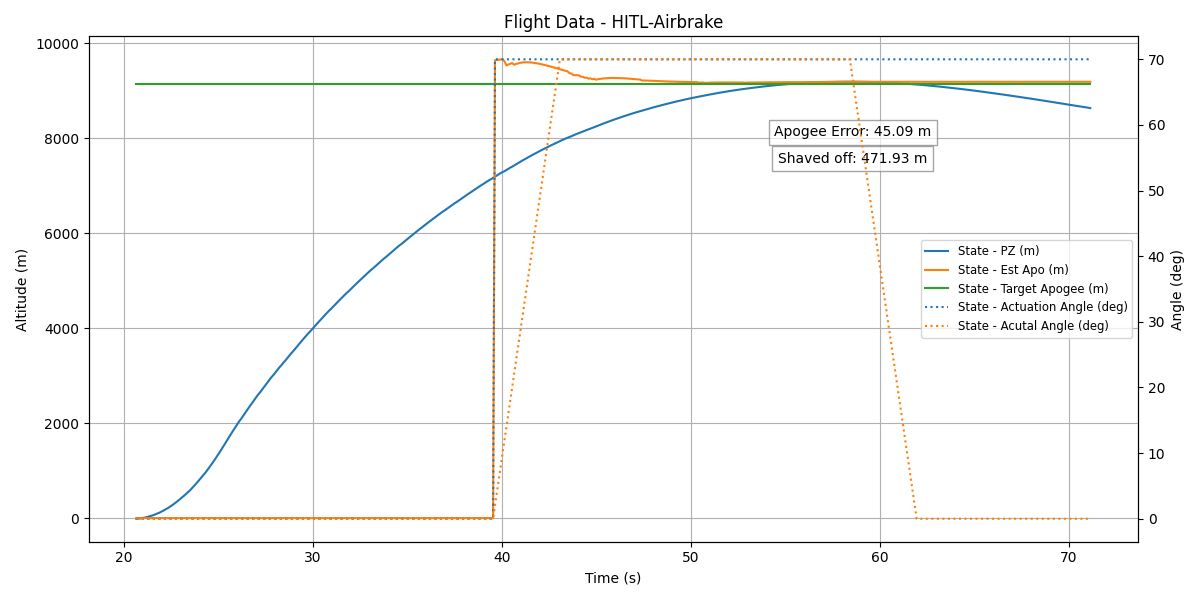 Flight Data - HITL-Airbrake
10000
8000
6000
4000
2000
0
Altitude (m)
70
60
50
40
30
20
10
0
Angle (deg)
Apogee Error: 45.09 m
Shaved off: 471.93 m
State - PZ (m)
State - Est Apo (m)
State - Target Apogee (m)
State - Actuation Angle (deg)
State - Acutal Angle (deg)
20 30 40 50 60 70
Time (s)